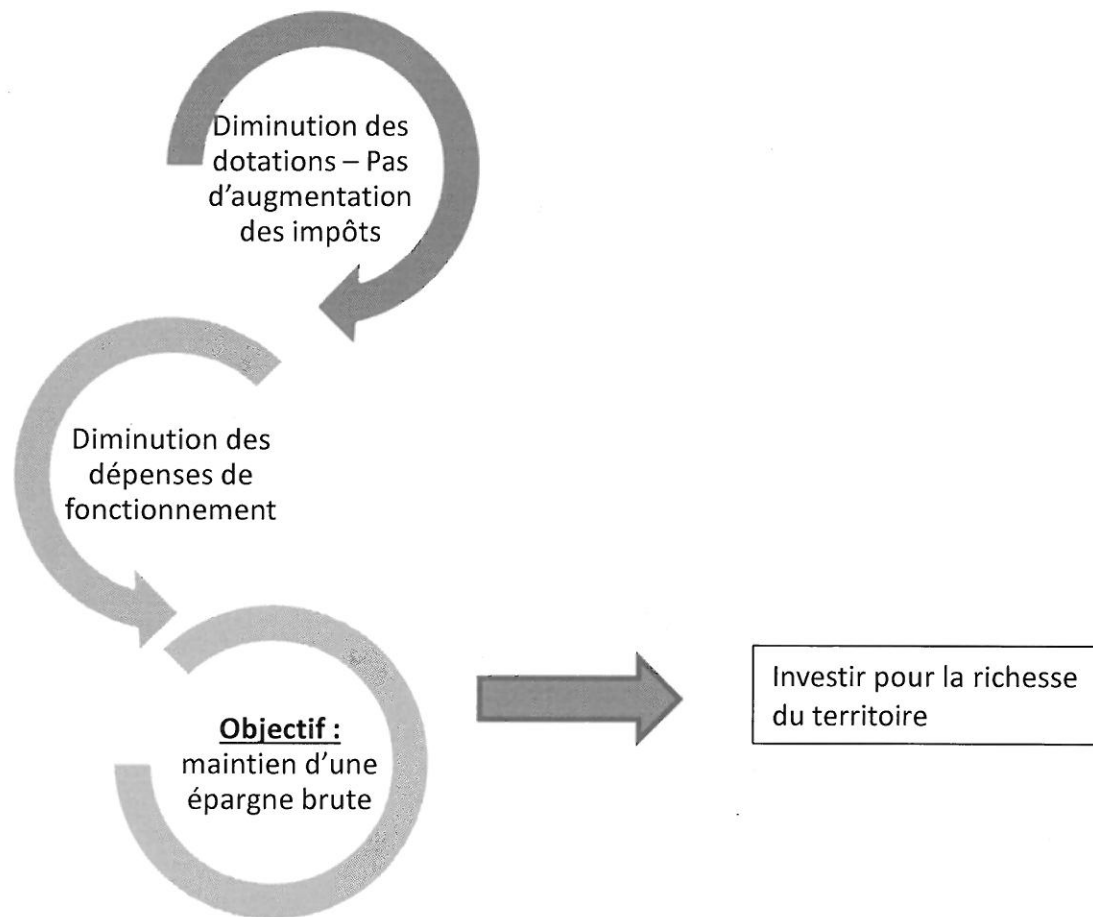 Diminution des
dotations – Pas
d'augmentation
des impôts
Diminution des
dépenses de
fonctionnement
Objectif :
maintien d'une
épargne brute
Investir pour la richesse
du territoire